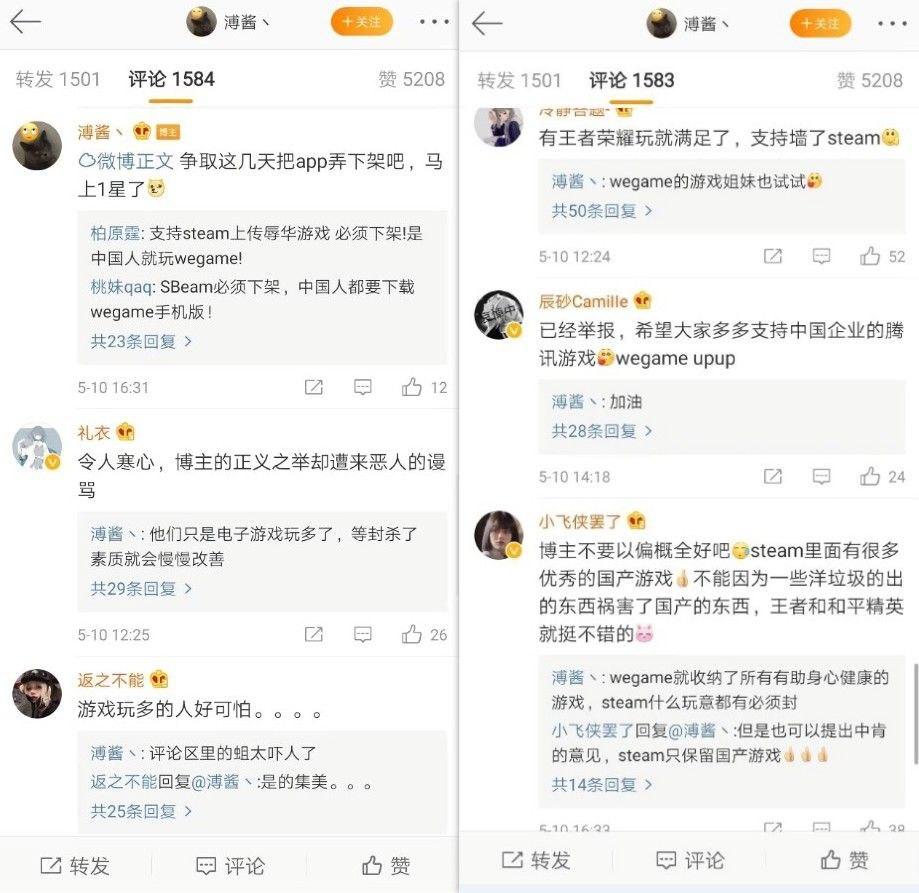 溥酱丶
+关注
转发 1501
评论 1584
赞 5208
溥酱丶
博主
微博正文 争取这几天把app弄下架吧，马
上1星了
柏原霆: 支持steam上传辱华游戏 必须下架!是
中国人就玩wegame!
桃妹qaq: SBeam必须下架，中国人都要下载
wegame手机版！
共23条回复 >
5-10 16:31
12
礼衣
令人寒心，博主的正义之举却遭来恶人的谩
骂
溥酱丶: 他们只是电子游戏玩多了，等封杀了
素质就会慢慢改善
共29条回复 >
5-10 12:25
26
返之不能
游戏玩多的人好可怕。。。。
溥酱丶: 评论区里的蛆太吓人了
返之不能回复@溥酱丶:是的集美。。。
共25条回复 >
转发
评论
赞
溥酱丶
+关注
转发 1501
评论 1583
赞 5208
冷静答题-
有王者荣耀玩就满足了，支持墙了steam
溥酱丶: wegame的游戏姐妹也试试
共50条回复 >
5-10 12:24
52
辰砂Camille
已经举报，希望大家多多支持中国企业的腾
讯游戏wegame upup
溥酱丶: 加油
共28条回复 >
5-10 14:18
24
小飞侠罢了
博主不要以偏概全好吧steam里面有很多
优秀的国产游戏不能因为一些洋垃圾的出
的东西祸害了国产的东西，王者和和平精英
就挺不错的
溥酱丶: wegame就收纳了所有有助身心健康的
游戏，steam什么玩意都有必须封
小飞侠罢了回复@溥酱丶:但是也可以提出中肯
的意见，steam只保留国产游戏
共14条回复 >
5-10 16:33
38
转发
评论
赞